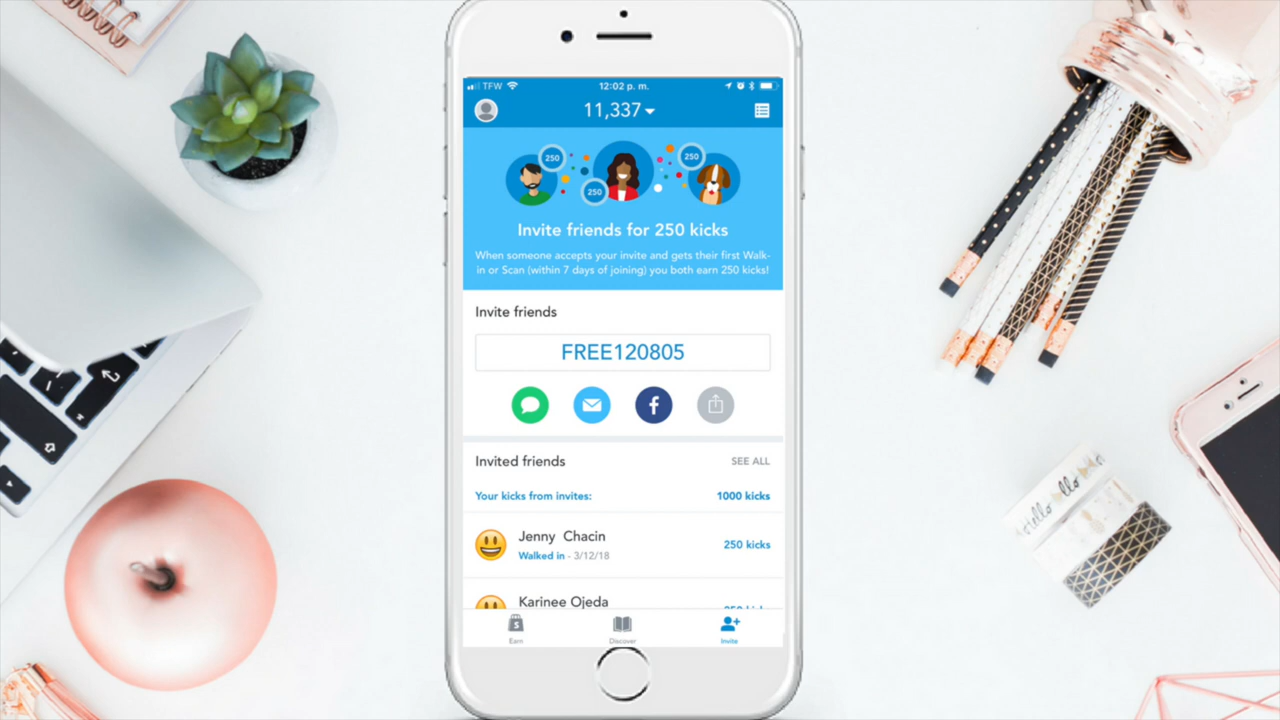 TFW
12:02 p. m.
11,337
250
250
250
Invite friends for 250 kicks
When someone accepts your invite and gets their first Walk-
in or Scan (within 7 days of joining) you both earn 250 kicks!
Invite friends
FREE120805
f
Invited friends
SEE ALL
Your kicks from invites:
1000 kicks
Jenny Chacin
Walked in - 3/12/18
250 kicks
Karinee Ojeda
250 kicks
$
Earn
Discover
Invite
Hello